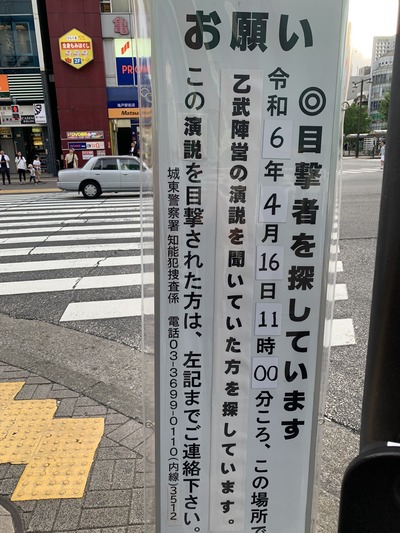 お願い
◎目撃者を探しています
令和6年4月16日11時00分ころ、この場所で
乙武陣営の演説を聞いていた方を探しています。
この演説を目撃された方は、左記までご連絡下さい。
城東警察署 知能犯捜査係 電話03-3699-0110(内線)3512